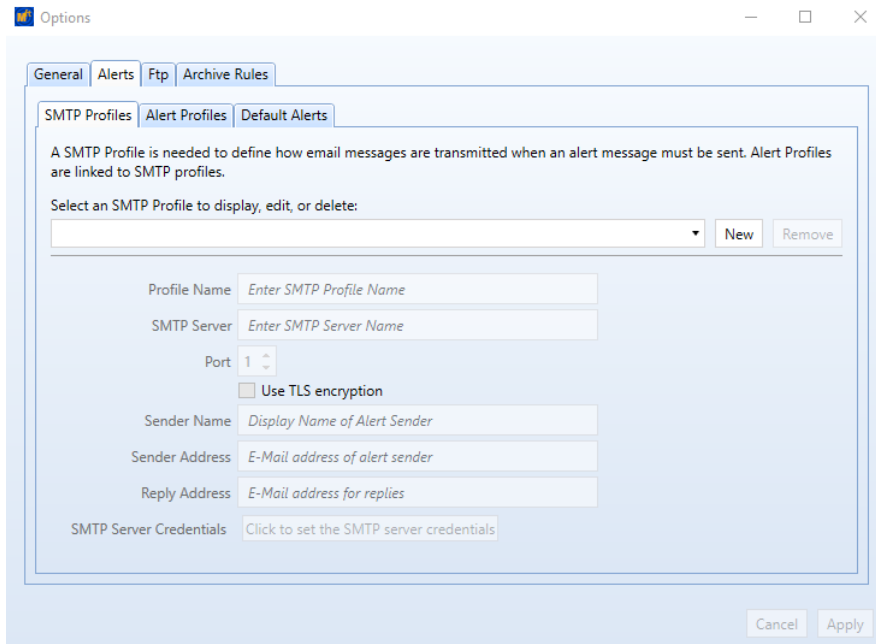 Options
General Alerts Ftp Archive Rules
SMTP Profiles Alert Profiles Default Alerts
A SMTP Profile is needed to define how email messages are transmitted when an alert message must be sent. Alert Profiles
are linked to SMTP profiles.
Select an SMTP Profile to display, edit, or delete:
New Remove
Profile Name Enter SMTP Profile Name
SMTP Server Enter SMTP Server Name
Port 1
Use TLS encryption
Sender Name Display Name of Alert Sender
Sender Address E-Mail address of alert sender
Reply Address E-Mail address for replies
SMTP Server Credentials Click to set the SMTP server credentials
Cancel Apply